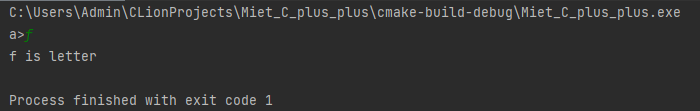 C:\Users\Admin\CLionProjects\Miet_C_plus_plus\cmake-build-debug\Miet_C_plus_plus.exe
a>f
f is letter
Process finished with exit code 1